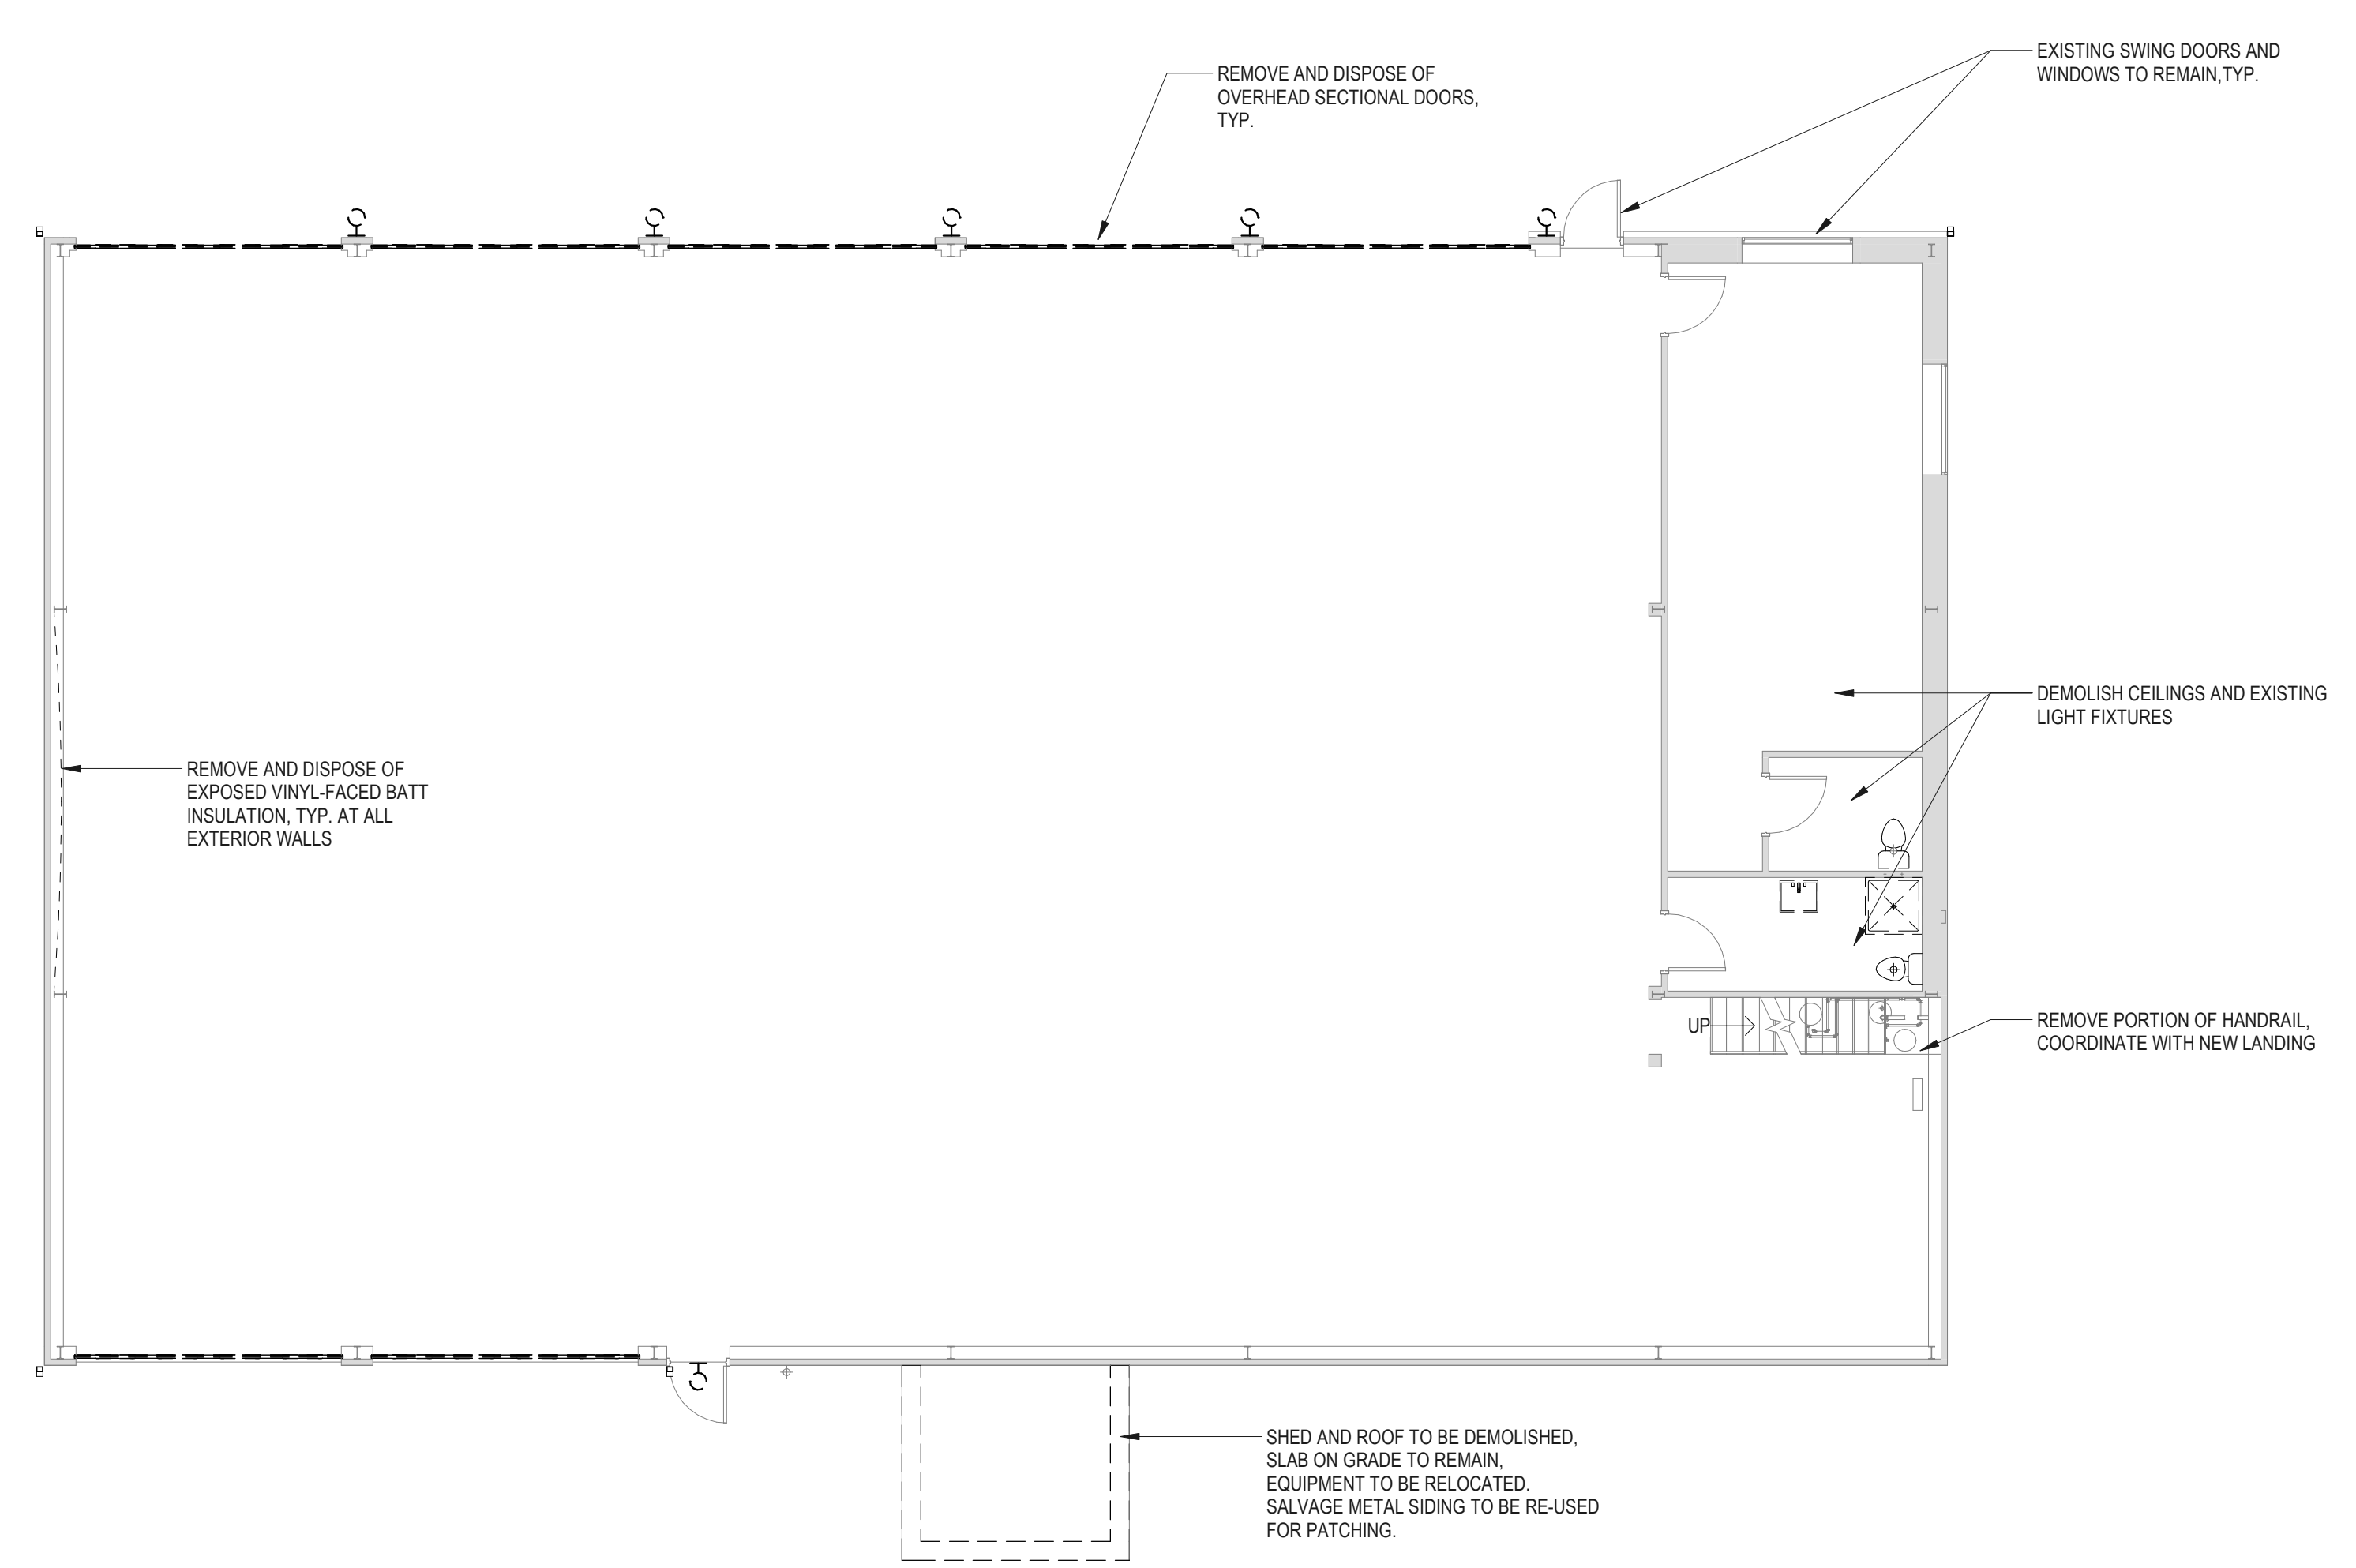 EXISTING SWING DOORS AND
WINDOWS TO REMAIN,TYP.
REMOVE AND DISPOSE OF
OVERHEAD SECTIONAL DOORS,
TYP.
DEMOLISH CEILINGS AND EXISTING
LIGHT FIXTURES
REMOVE AND DISPOSE OF
EXPOSED VINYL-FACED BATT
INSULATION, TYP. AT ALL
EXTERIOR WALLS
UP
REMOVE PORTION OF HANDRAIL,
COORDINATE WITH NEW LANDING
SHED AND ROOF TO BE DEMOLISHED,
SLAB ON GRADE TO REMAIN,
EQUIPMENT TO BE RELOCATED.
SALVAGE METAL SIDING TO BE RE-USED
FOR PATCHING.